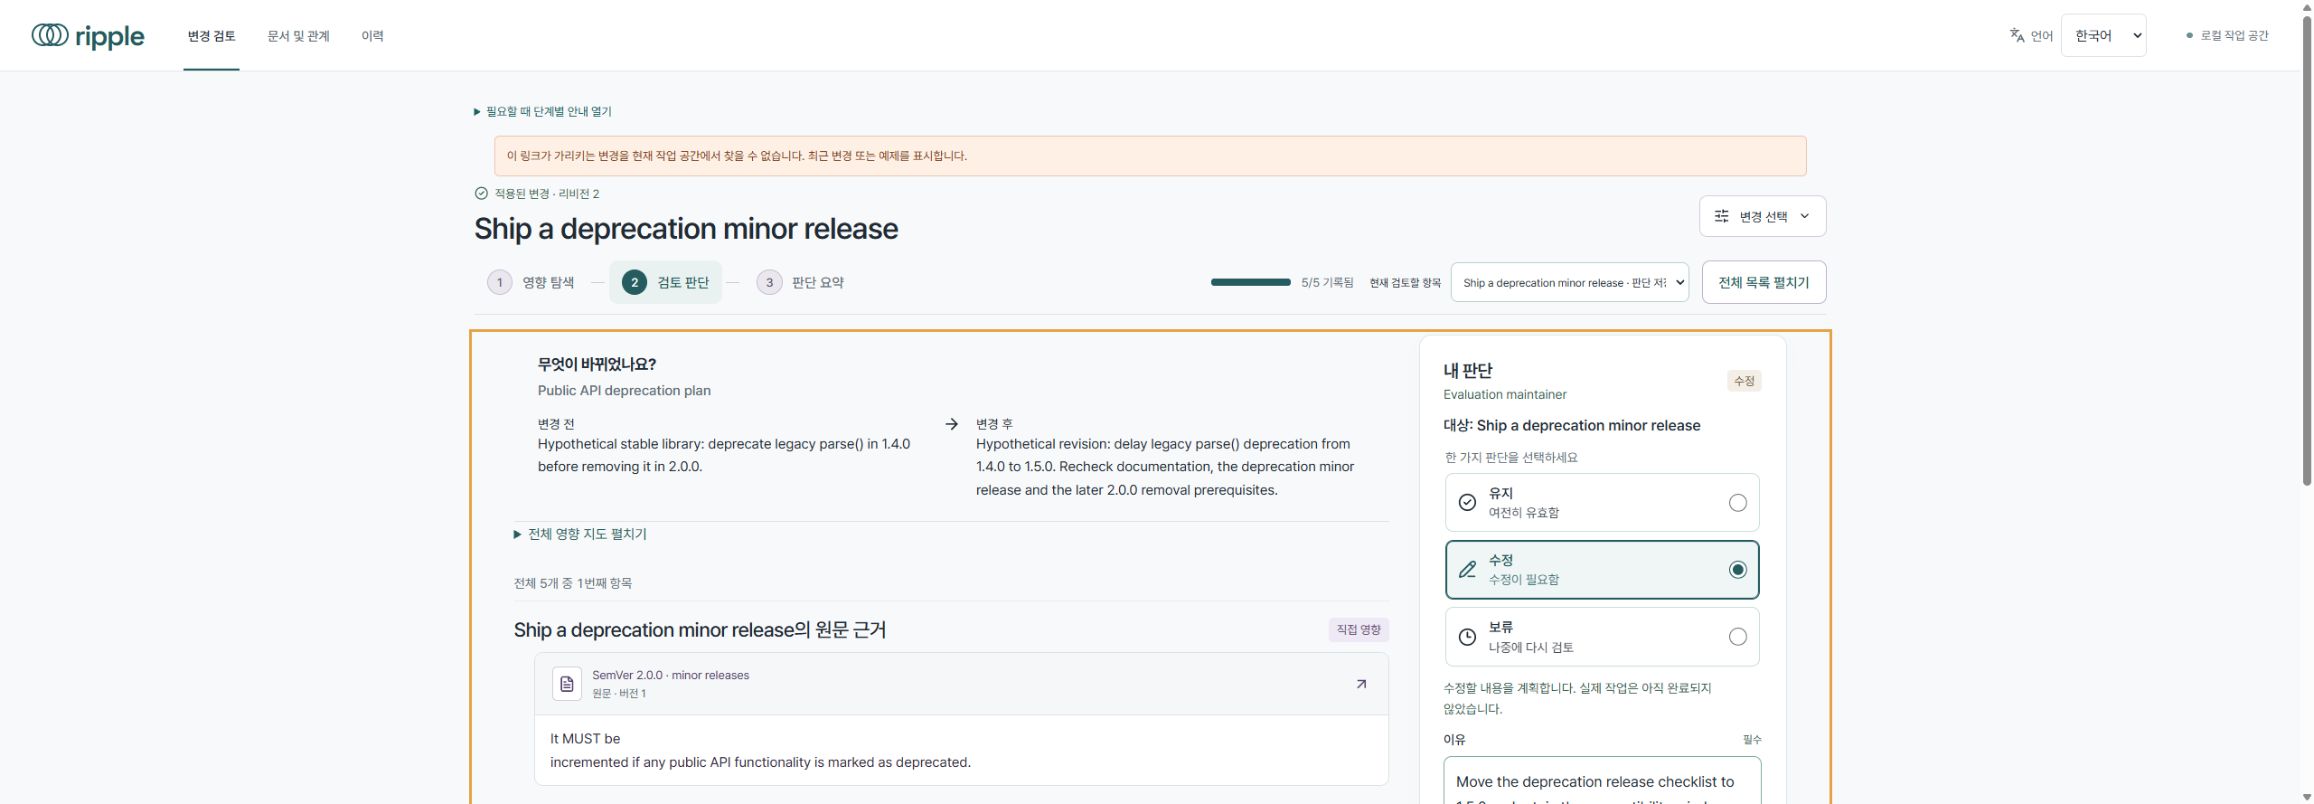 ripple
변경 검토
문서 및 관계
이력
언어
한국어
로컬 작업 공간
필요할 때 단계별 안내 열기
이 링크가 가리키는 변경을 현재 작업 공간에서 찾을 수 없습니다. 최근 변경 또는 예제를 표시합니다.
적용된 변경 · 리비전 2
Ship a deprecation minor release
변경 선택
1 영향 탐색
2 검토 판단
3 판단 요약
5/5 기록됨
현재 검토할 항목
Ship a deprecation minor release · 판단 저
전체 목록 펼치기
무엇이 바뀌었나요?
Public API deprecation plan
변경 전
Hypothetical stable library: deprecate legacy parse() in 1.4.0
before removing it in 2.0.0.
변경 후
Hypothetical revision: delay legacy parse() deprecation from
1.4.0 to 1.5.0. Recheck documentation, the deprecation minor
release and the later 2.0.0 removal prerequisites.
전체 영향 지도 펼치기
전체 5개 중 1번째 항목
Ship a deprecation minor release의 원문 근거
직접 영향
SemVer 2.0.0 · minor releases
원문 · 버전 1
It MUST be
incremented if any public API functionality is marked as deprecated.
내 판단
수정
Evaluation maintainer
대상: Ship a deprecation minor release
한 가지 판단을 선택하세요
유지
여전히 유효함
수정
수정이 필요함
보류
나중에 다시 검토
수정할 내용을 계획합니다. 실제 작업은 아직 완료되지
않았습니다.
이유
필수
Move the deprecation release checklist to